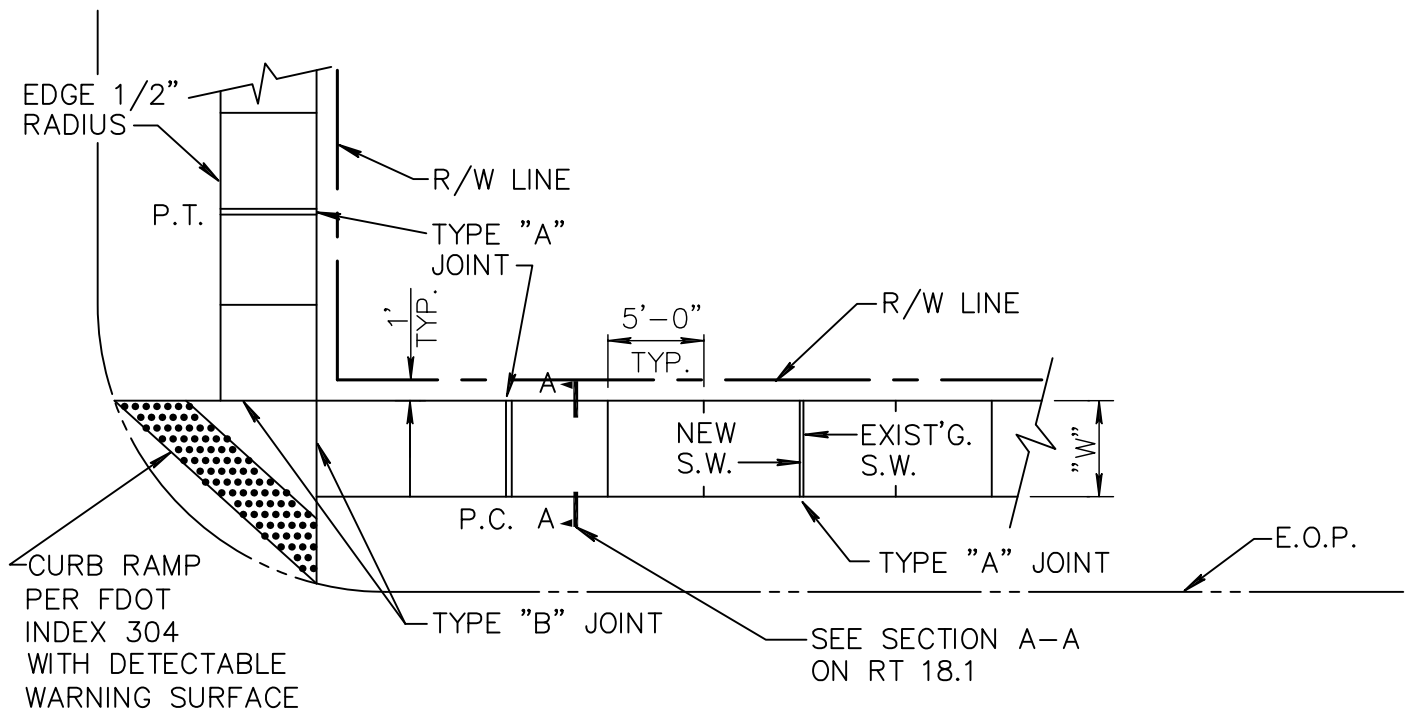 EDGE 1/2”
RADIUS
R/W LINE
P.T.
TYPE ”A”
JOINT
1'
TYP.
5'-0”
TYP.
R/W LINE
A
NEW
S.W.
EXIST'G.
S.W.
”W”
P.C.
A
TYPE ”A” JOINT
E.O.P.
CURB RAMP
PER FDOT
INDEX 304
WITH DETECTABLE
WARNING SURFACE
TYPE ”B” JOINT
SEE SECTION A-A
ON RT 18.1